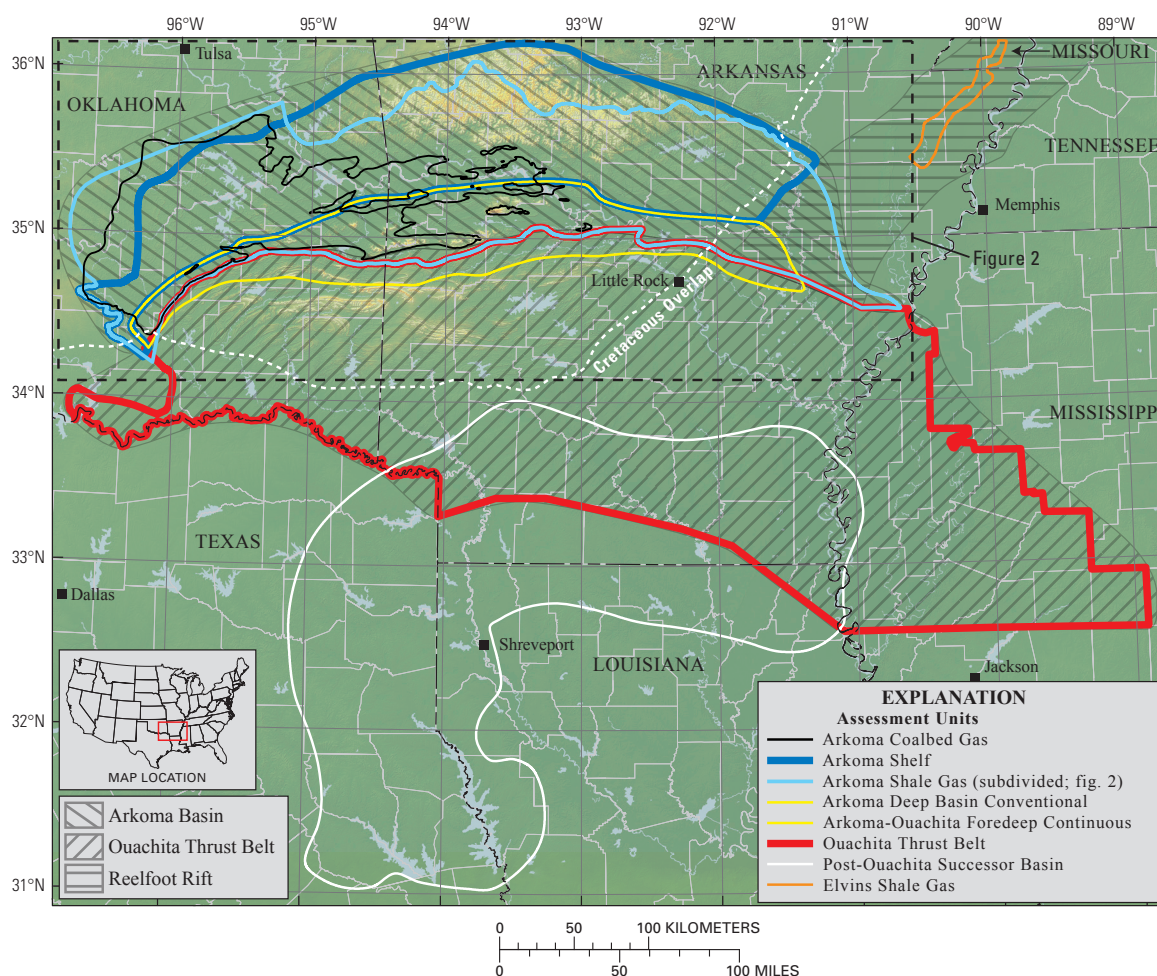 96°W 95°W 94°W 93°W 92°W 91°W 90°W 89°W
36°N
35°N
34°N
33°N
32°N
31°N
Tulsa
MISSOURI
ARKANSAS
OKLAHOMA
TENNESSEE
Memphis
Figure 2
Little Rock
Cretaceous Overlap
MISSISSIPP
TEXAS
Dallas
Shreveport
LOUISIANA
Jackson
MAP LOCATION
Arkoma Basin
Ouachita Thrust Belt
Reelfoot Rift
EXPLANATION
Assessment Units
Arkoma Coalbed Gas
Arkoma Shelf
Arkoma Shale Gas (subdivided; fig. 2)
Arkoma Deep Basin Conventional
Arkoma-Ouachita Foredeep Continuous
Ouachita Thrust Belt
Post-Ouachita Successor Basin
Elvins Shale Gas
0 50 100 KILOMETERS
0 50 100 MILES